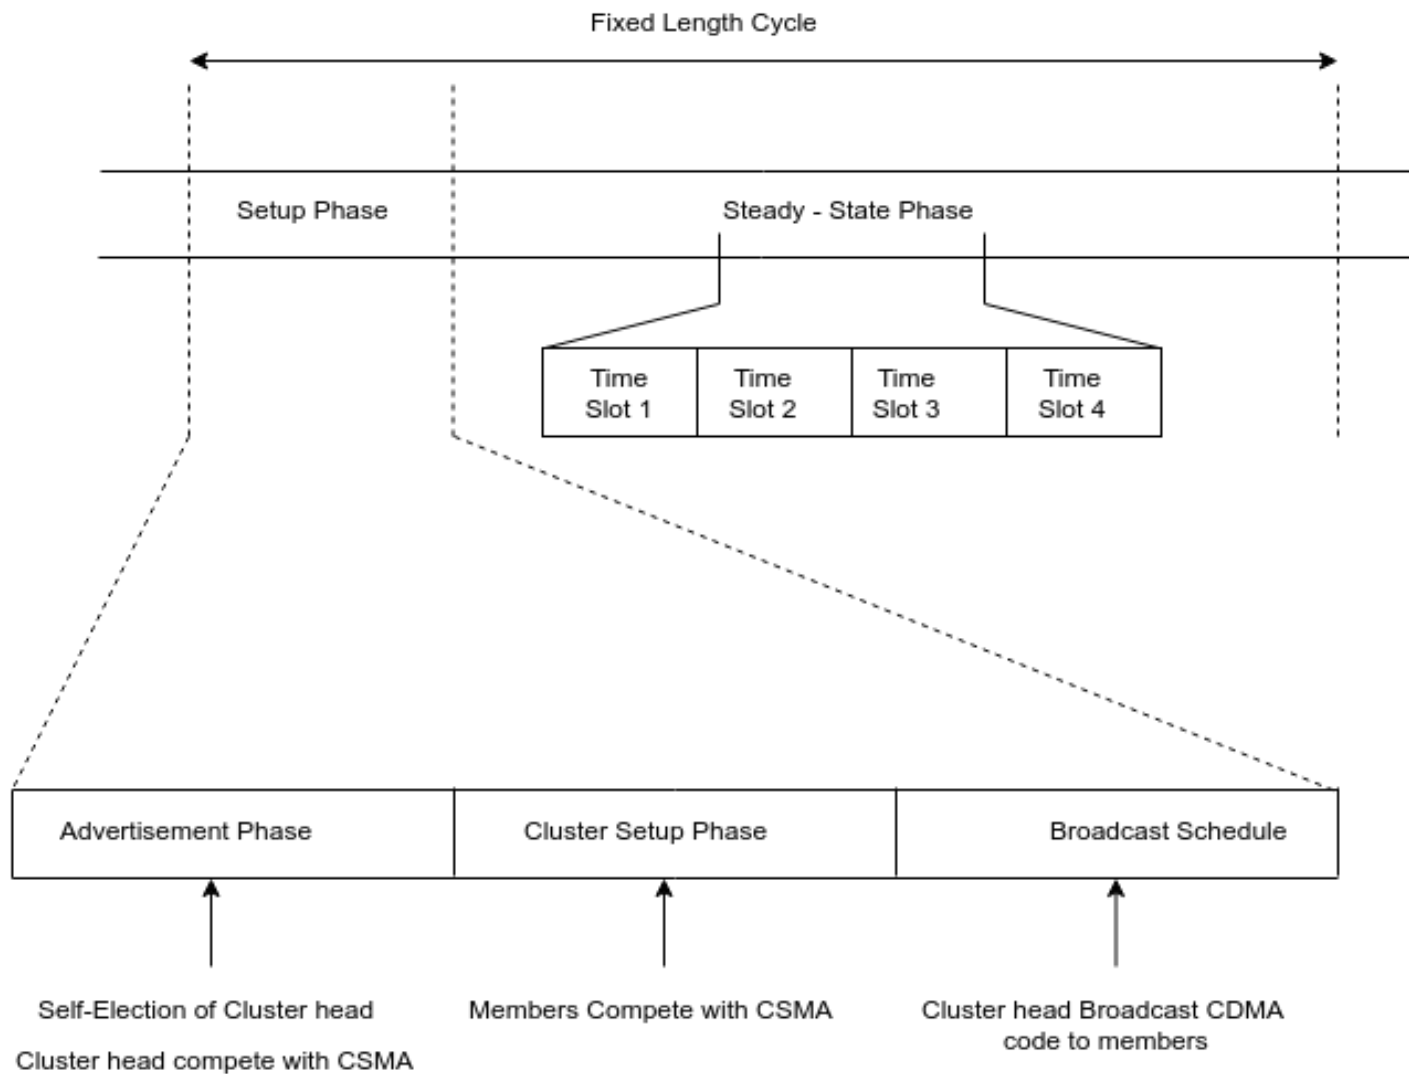 Fixed Length Cycle
Setup Phase
Steady - State Phase
Time
Slot 1
Time
Slot 2
Time
Slot 3
Time
Slot 4
Advertisement Phase
Cluster Setup Phase
Broadcast Schedule
Self-Election of Cluster head
Cluster head compete with CSMA
Members Compete with CSMA
Cluster head Broadcast CDMA
code to members